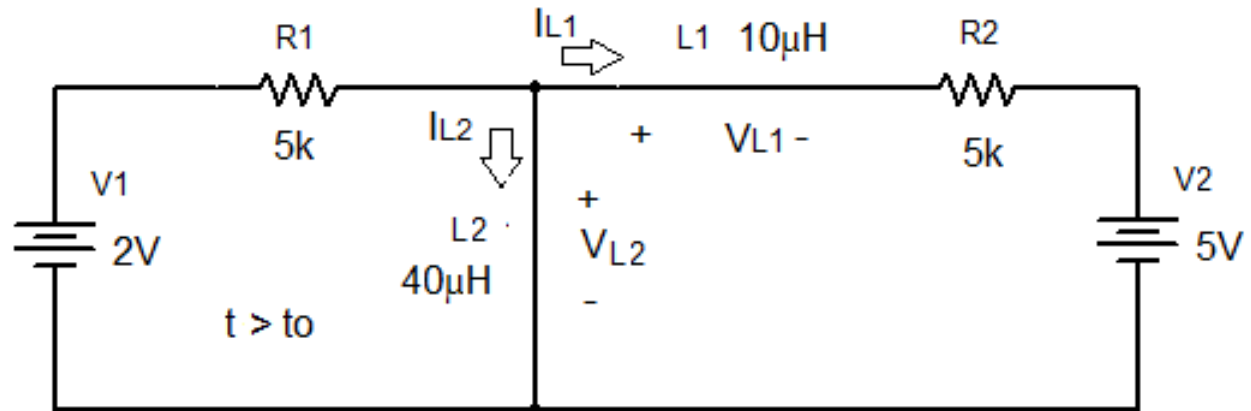 IL1
L1 10µH
R1
R2
IL2
5k
+ VL1 -
5k
V1
V2
+
L2
2V
VL2
5V
40µH
-
t > to